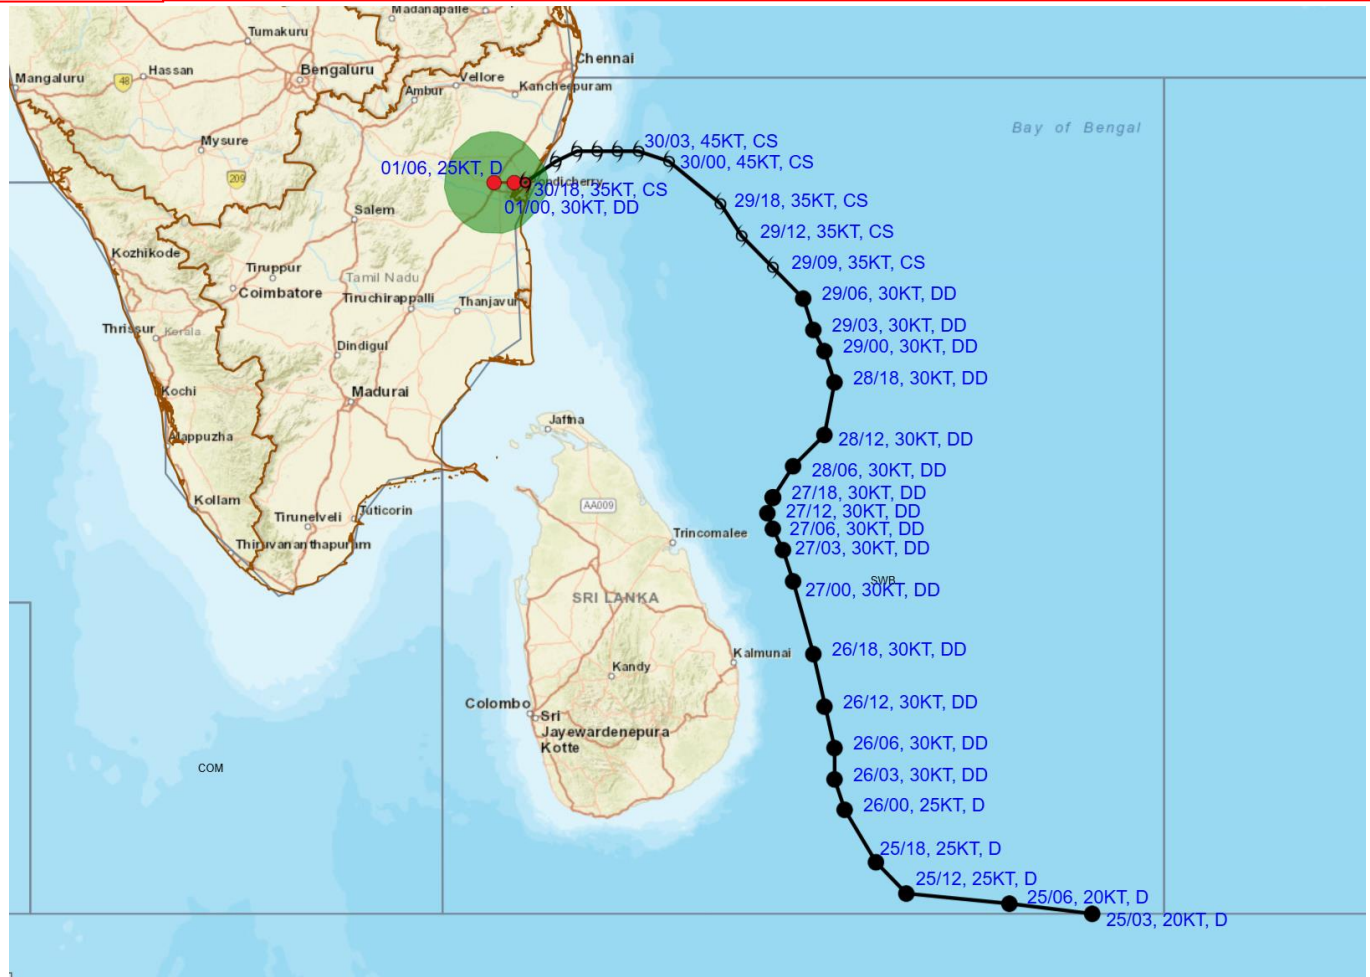 Madanapalle
Tumakuru
Chennai
Hassan
Bengaluru
Vellore
Mangaluru
48
Kancheepuram
Ambur
Bay of Bengal
Mysure
30/03, 45KT, CS
30/00, 45KT, CS
209
01/06, 25KT, D
30/18, 35KT, CS
01/00, 30KT, DD
29/18, 35KT, CS
Salem
29/12, 35KT, CS
Kozhikode
29/09, 35KT, CS
Tiruppur
Tamil Nadu
Coimbatore
Tiruchirappalli
Thanjavur
29/06, 30KT, DD
Thrissur
Kerala
29/03, 30KT, DD
29/00, 30KT, DD
Dindigul
28/18, 30KT, DD
Kochi
Madurai
Jaffna
Alappuzha
28/12, 30KT, DD
28/06, 30KT, DD
Kollam
27/18, 30KT, DD
AA009
27/12, 30KT, DD
Tirunelveli
Tuticorin
27/06, 30KT, DD
Trincomalee
Thiruvananthapuram
27/03, 30KT, DD
SWB
27/00, 30KT, DD
SRI LANKA
26/18, 30KT, DD
Kalmunai
Kandy
Colombo
26/12, 30KT, DD
Sri
Jayewardenepura
Kotte
26/06, 30KT, DD
COM
26/03, 30KT, DD
26/00, 25KT, D
25/18, 25KT, D
25/12, 25KT, D
25/06, 20KT, D
25/03, 20KT, D